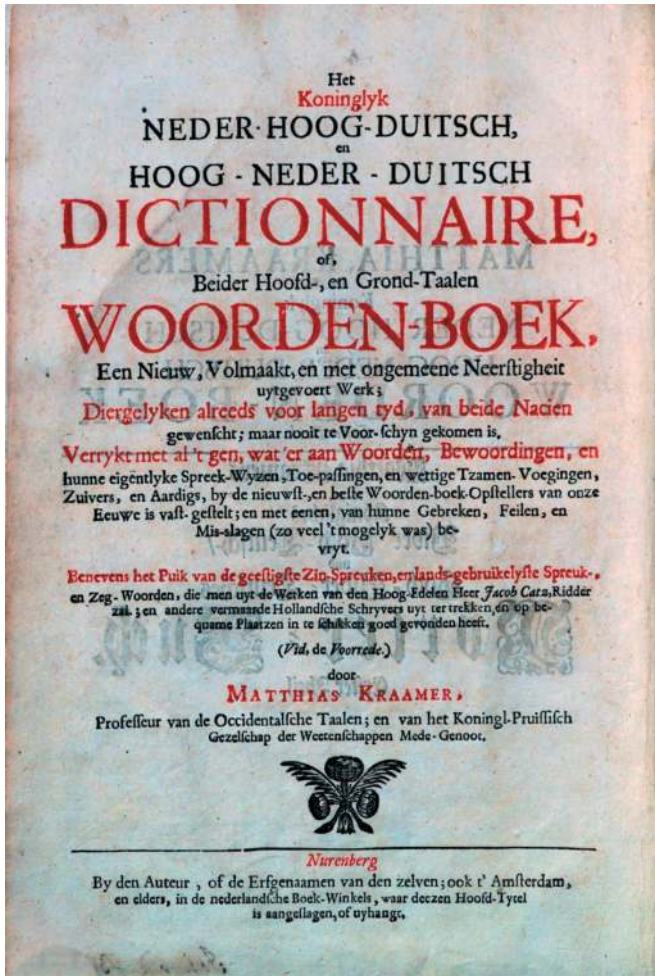 Het
Koninglyk
NEDER-HOOG-DUITSCH,
en
HOOG - NEDER - DUITSCH
DICTIONNAIRE,
of,
Beider Hoofd-, en Grond-Taalen
WOORDEN-BOEK,
Een Nieuw, Volmaakt, en met ongemeene Neerſtigheit
uytgevoert Werk;
Diergelyken alreeds voor langen tyd, van beide Nacien
gewenſcht; maar nooit te Voor-ſchyn gekomen is.
Verrykt met al 't gen, wat 'er aan Woorden, Bewoordingen, en
hunne eigentlyke Spreek-Wyzen, Toe-paſſingen, en wettige Tzamen-Voegingen,
Zuivers, en Aardigs, by de nieuwſt-, en beſte Woorden-boek-Opſtellers van onze
Eeuwe is vaſt-geſtelt; en met eenen, van hunne Gebreken, Feilen, en
Mis-slagen (zo veel 't mogelyk was) be-
vryt.
Benevens het Puik van de geeſtigſte Zin-Spreuken, en lands-gebruikelyſte Spreuk-,
en Zeg-Woorden, die men uyt de Werken van den Hoog-Edelen Heer Jacob Catz, Ridder
zal.; en andere vermaarde Hollandſche Schryvers uyt ter trekken, en op be-
quame Plaatzen in te ſchikken goed gevonden heeft.
(Vid. de Voorrede.)
door
MATTHIAS KRAAMER,
Profeſſeur van de Occidentalſche Taalen; en van het Koningl-Pruiſſiſch
Gezelſchap der Weetenſchappen Mede-Genoot.
Nurenberg
By den Auteur, of de Erfgenaamen van den zelven; ook t' Amſterdam,
en elders, in de nederlandſche Boek-Winkels, waar deezen Hoofd-Tytel
is aangeſlagen, of uyhangt.